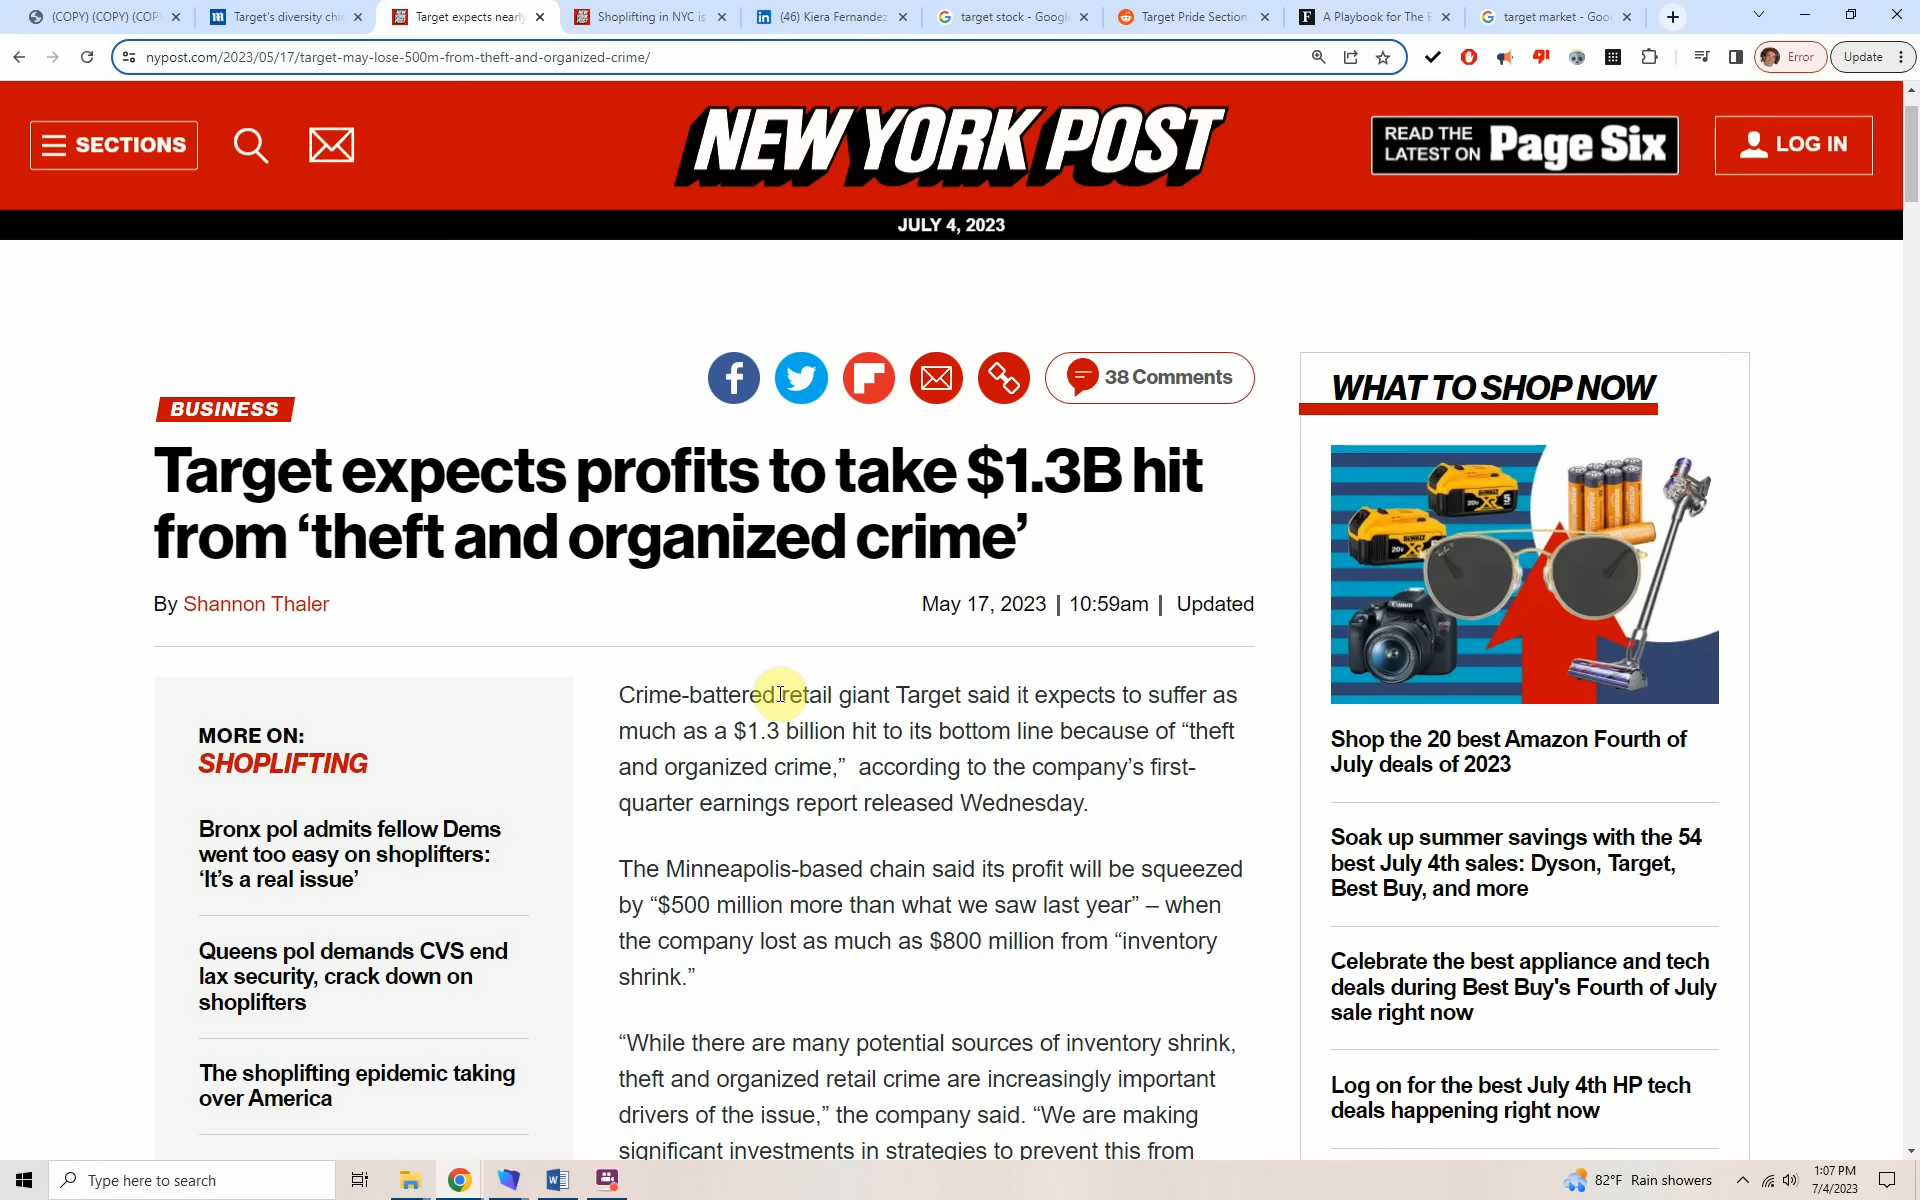 (COPY) (COPY) (COP
Target's diversity chi
Target expects nearly
Shoplifting in NYC is
(46) Kiera Fernandez
target stock - Googl
Target Pride Section
A Playbook for The E
target market - Goo
nypost.com/2023/05/17/target-may-lose-500m-from-theft-and-organized-crime/
Error
Update
SECTIONS
NEW YORK POST
READ THE
LATEST ON Page Six
LOG IN
JULY 4, 2023
38 Comments
BUSINESS
Target expects profits to take $1.3B hit
from ‘theft and organized crime’
By Shannon Thaler
May 17, 2023 | 10:59am | Updated
MORE ON:
SHOPLIFTING
Bronx pol admits fellow Dems
went too easy on shoplifters:
‘It’s a real issue’
Queens pol demands CVS end
lax security, crack down on
shoplifters
The shoplifting epidemic taking
over America
Crime-battered retail giant Target said it expects to suffer as
much as a $1.3 billion hit to its bottom line because of “theft
and organized crime,” according to the company’s first-
quarter earnings report released Wednesday.
The Minneapolis-based chain said its profit will be squeezed
by “$500 million more than what we saw last year” – when
the company lost as much as $800 million from “inventory
shrink.”
“While there are many potential sources of inventory shrink,
theft and organized retail crime are increasingly important
drivers of the issue,” the company said. “We are making
significant investments in strategies to prevent this from
WHAT TO SHOP NOW
DEWALT
20V XR 5
DEWALT
20V XR
Canon
Shop the 20 best Amazon Fourth of
July deals of 2023
Soak up summer savings with the 54
best July 4th sales: Dyson, Target,
Best Buy, and more
Celebrate the best appliance and tech
deals during Best Buy's Fourth of July
sale right now
Log on for the best July 4th HP tech
deals happening right now
Type here to search
82°F Rain showers
1:07 PM
7/4/2023